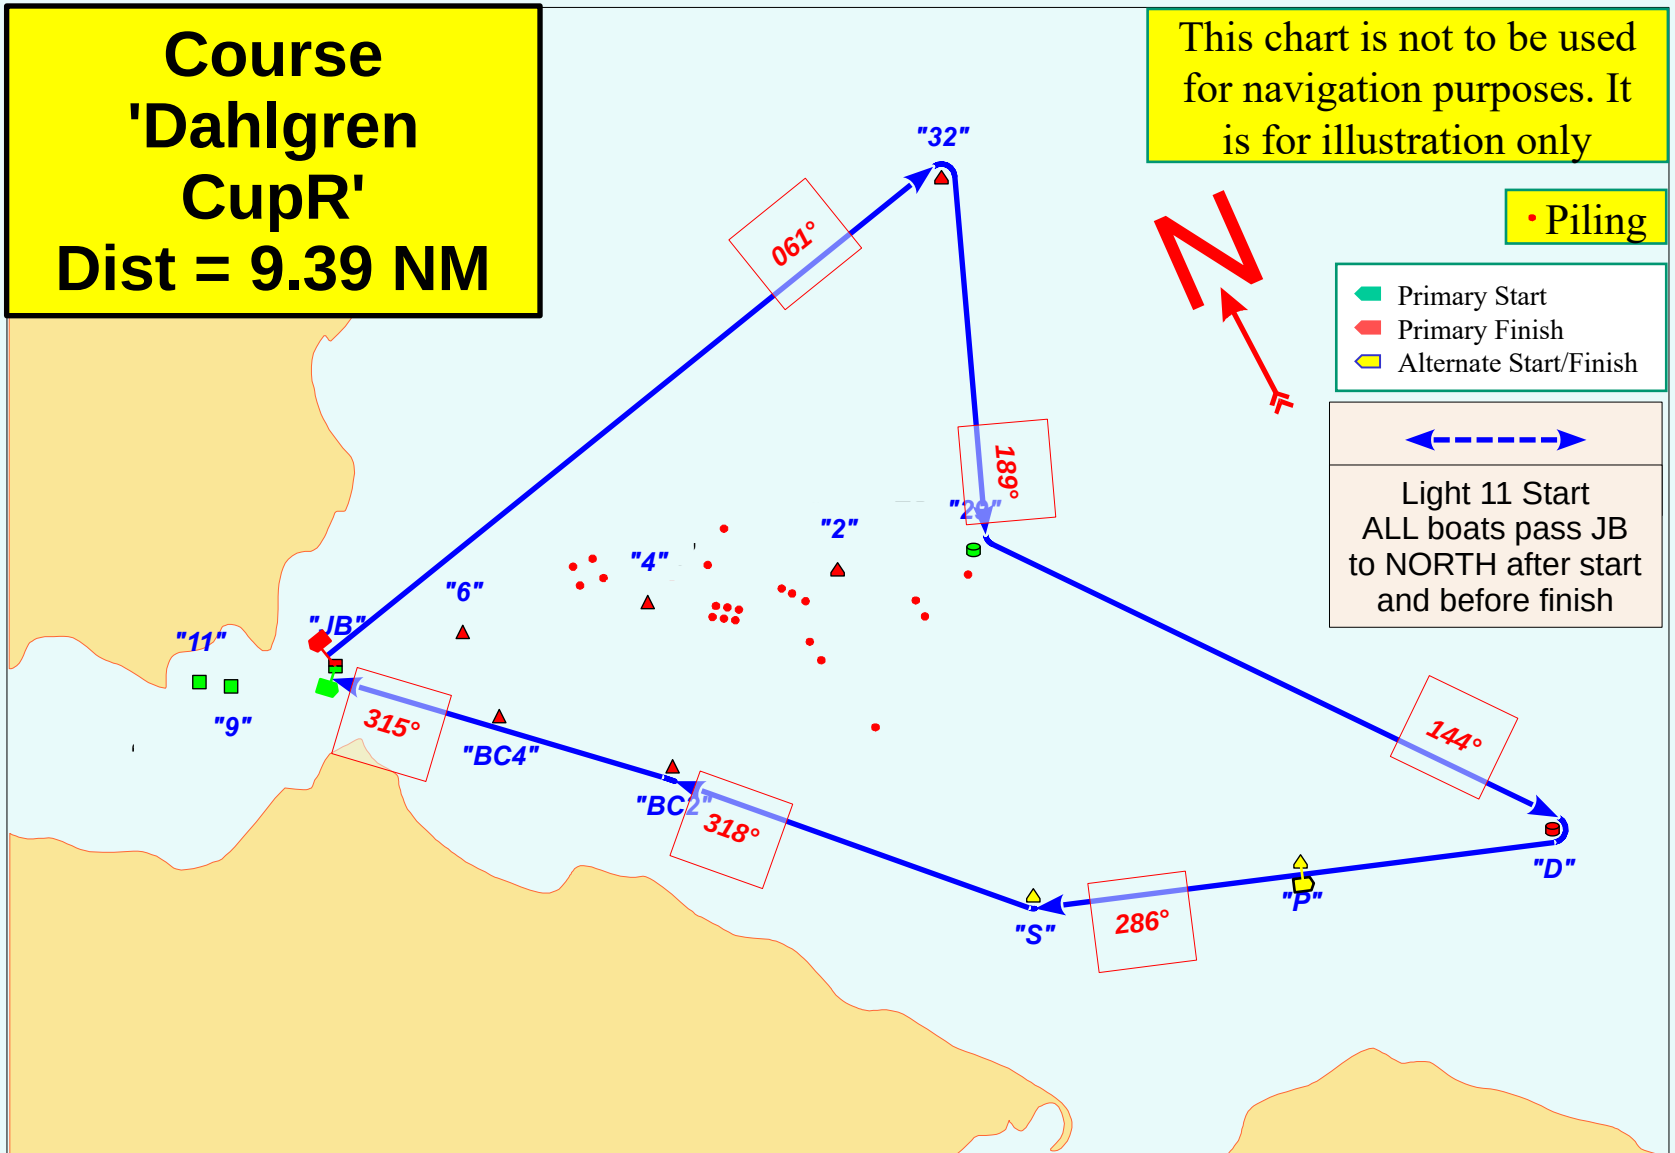 Course
'Dahlgren
CupR'
Dist = 9.39 NM
This chart is not to be used
for navigation purposes. It
is for illustration only
N
Piling
Primary Start
Primary Finish
Alternate Start/Finish
Light 11 Start
ALL boats pass JB
to NORTH after start
and before finish
"32"
061°
189°
"29"
"2"
"4"
"6"
"JB"
"11"
"9"
315°
"BC4"
"BC2"
318°
144°
"D"
"P"
286°
"S"